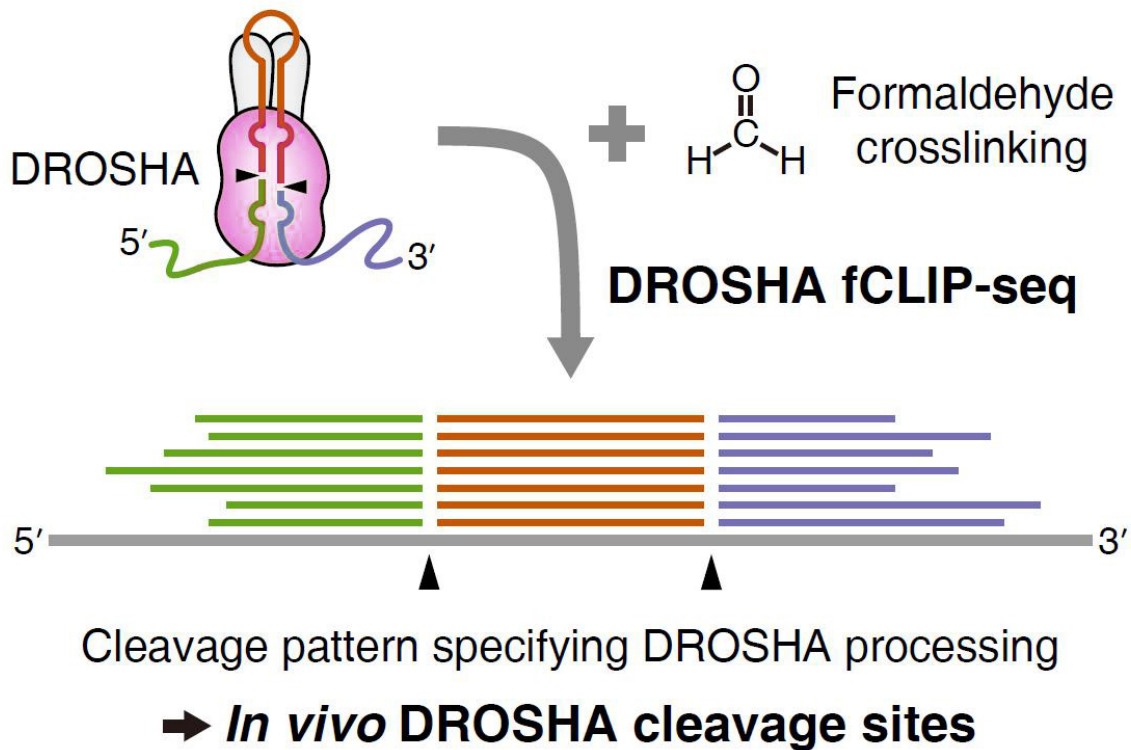 DROSHA
5′
3′
O
C
H
H
Formaldehyde
crosslinking
DROSHA fCLIP-seq
5′
3′
Cleavage pattern specifying DROSHA processing
In vivo DROSHA cleavage sites